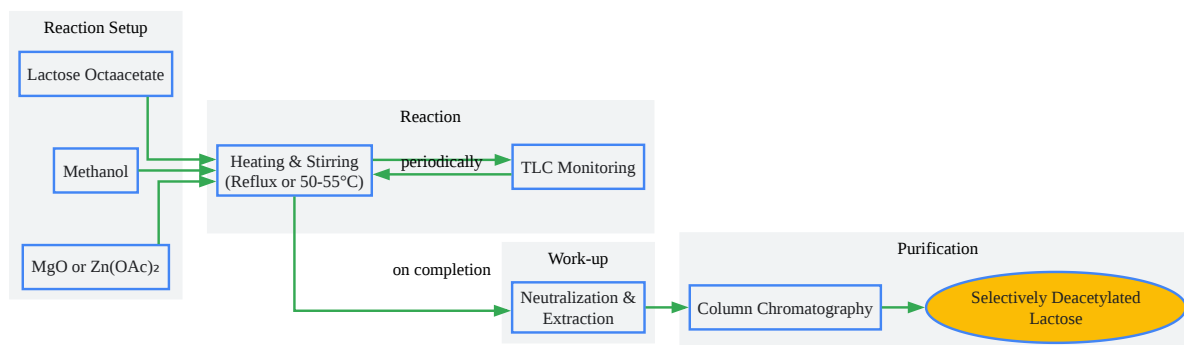 Reaction Setup
Lactose Octaacetate
Methanol
MgO or Zn(OAc)₂
Reaction
Heating & Stirring
(Reflux or 50-55°C)
periodically
TLC Monitoring
on completion
Work-up
Neutralization &
Extraction
Purification
Column Chromatography
Selectively Deacetylated
Lactose